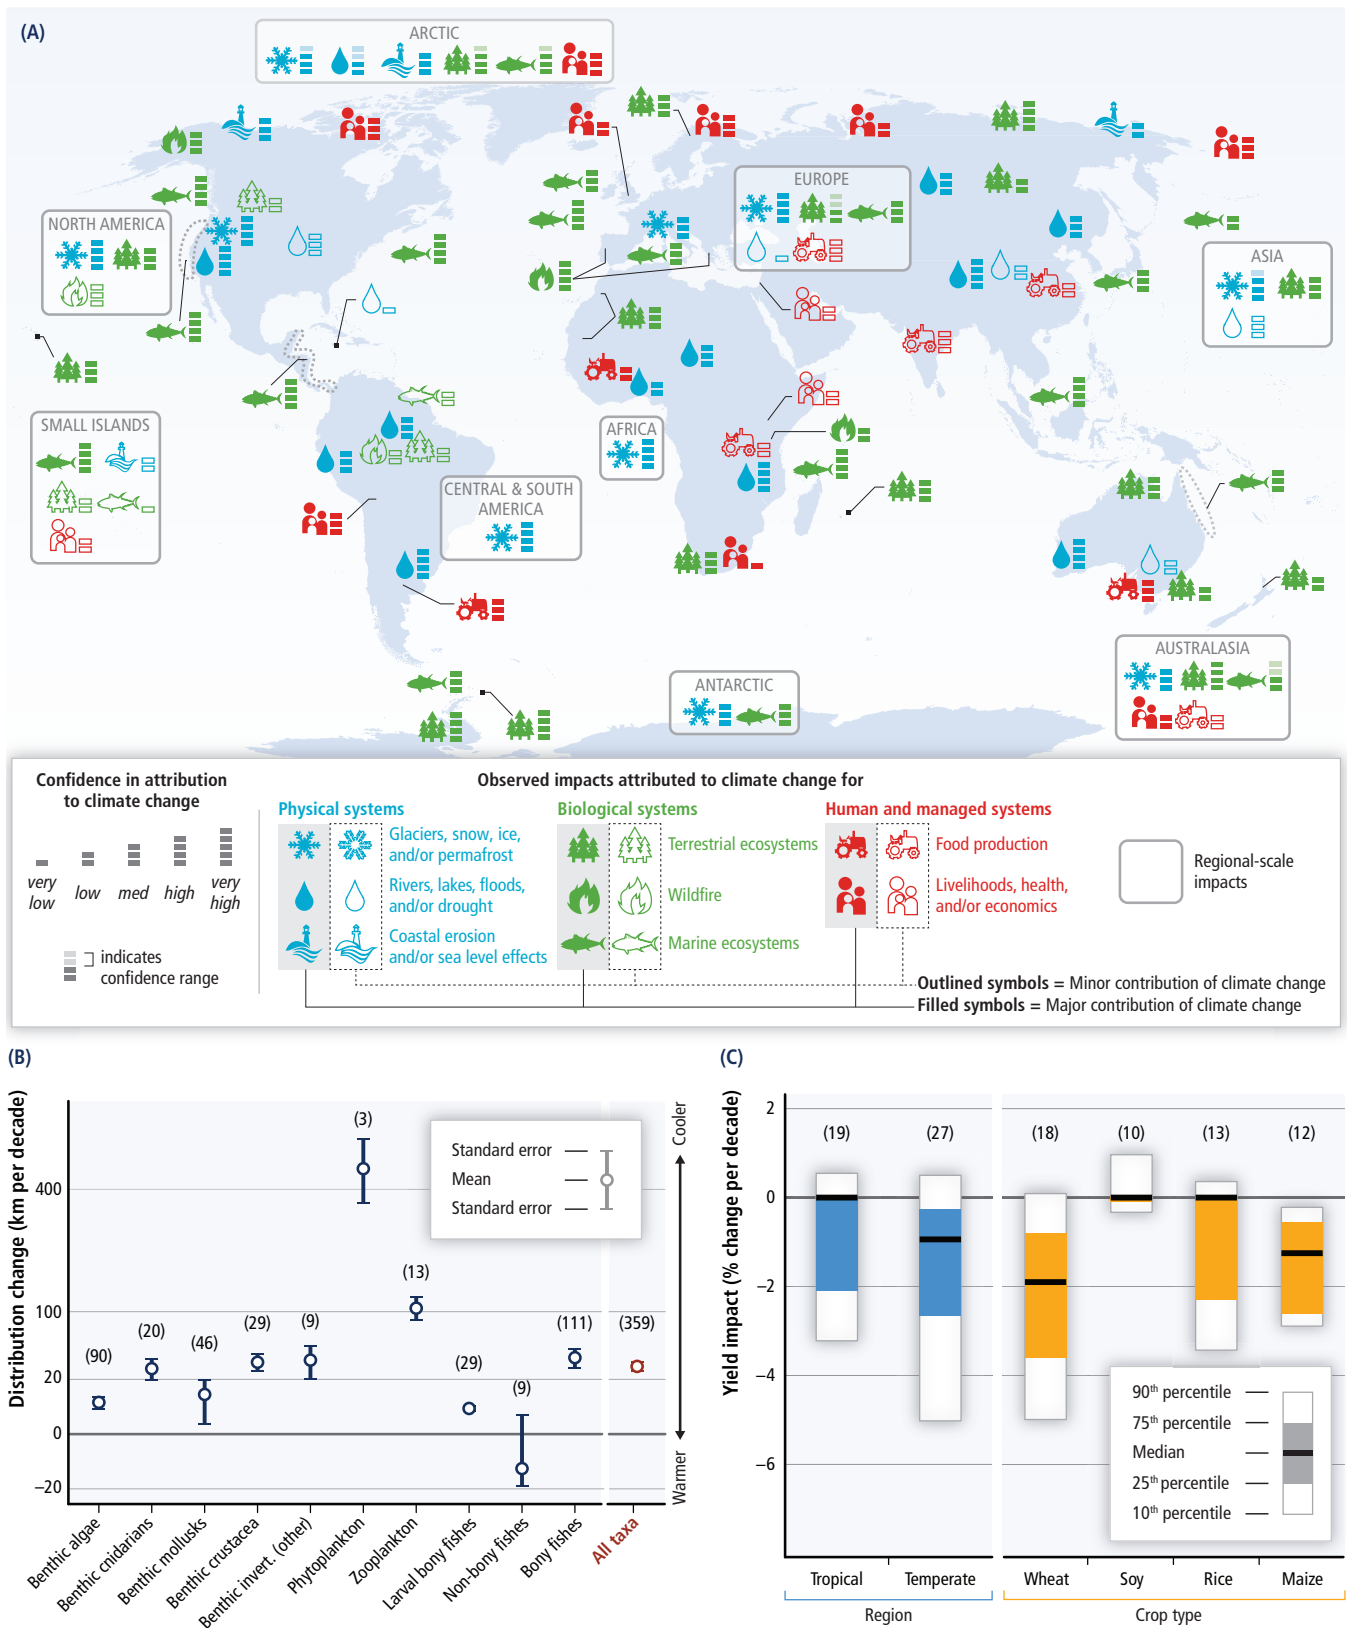 (A)
ARCTIC
EUROPE
NORTH AMERICA
ASIA
SMALL ISLANDS
AFRICA
CENTRAL & SOUTH
AMERICA
AUSTRALASIA
ANTARCTIC
Confidence in attribution
to climate change
very
low
low
med
high
very
high
indicates
confidence range
Observed impacts attributed to climate change for
Physical systems
Glaciers, snow, ice,
and/or permafrost
Rivers, lakes, floods,
and/or drought
Coastal erosion
and/or sea level effects
Biological systems
Terrestrial ecosystems
Wildfire
Marine ecosystems
Human and managed systems
Food production
Livelihoods, health,
and/or economics
Regional-scale
impacts
Outlined symbols = Minor contribution of climate change
Filled symbols = Major contribution of climate change
(B)
Distribution change (km per decade)
400
100
20
0
−20
(90)
(20)
(46)
(29)
(9)
(3)
(13)
(29)
(9)
(111)
(359)
Standard error
Mean
Standard error
Cooler
Warmer
Benthic algae
Benthic cnidarians
Benthic mollusks
Benthic crustacea
Benthic invert. (other)
Phytoplankton
Zooplankton
Larval bony fishes
Non-bony fishes
Bony fishes
All taxa
(C)
Yield impact (% change per decade)
2
0
−2
−4
−6
(19)
(27)
(18)
(10)
(13)
(12)
90th percentile
75th percentile
Median
25th percentile
10th percentile
Tropical
Temperate
Wheat
Soy
Rice
Maize
Region
Crop type